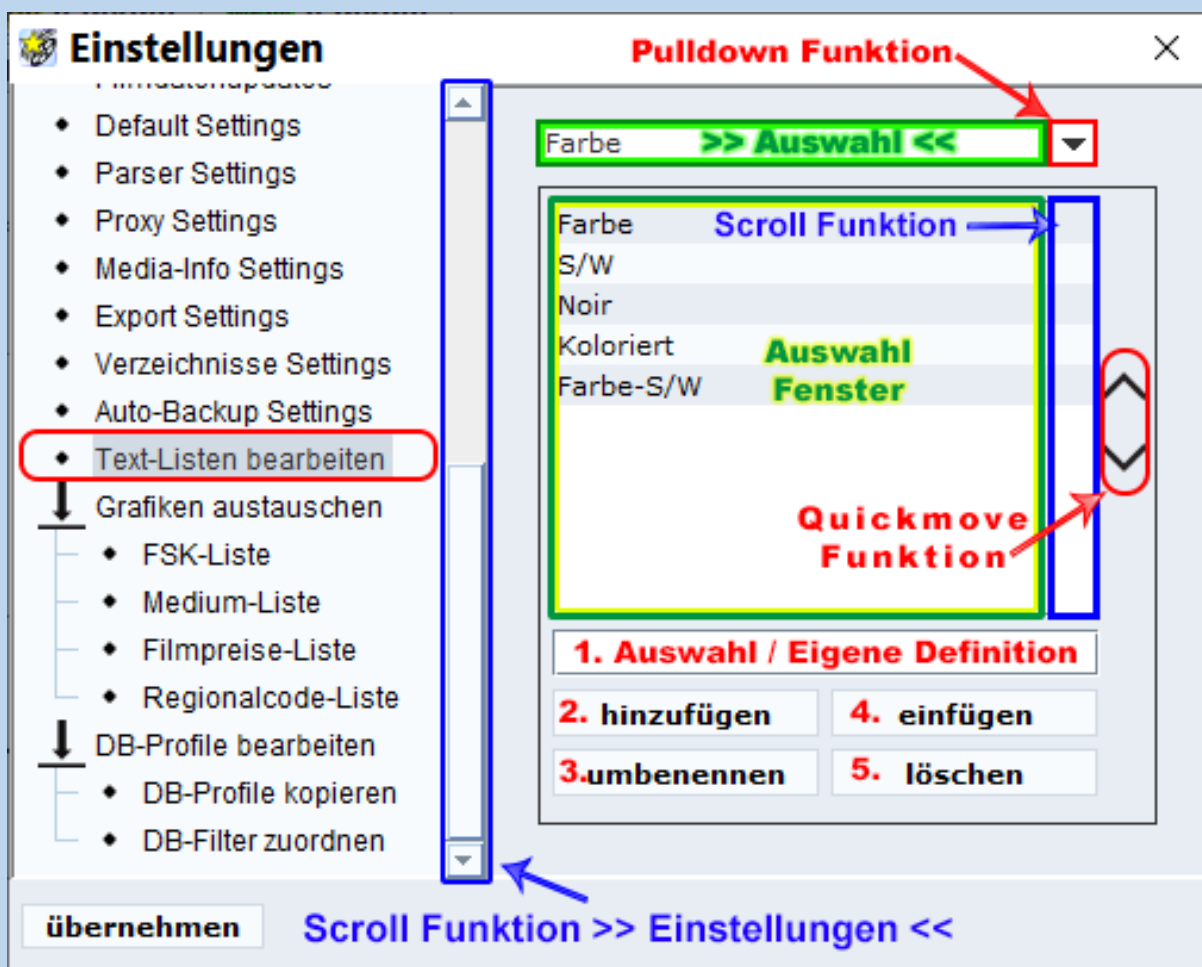 Einstellungen
Pulldown Funktion
Default Settings
Parser Settings
Proxy Settings
Media-Info Settings
Export Settings
Verzeichnisse Settings
Auto-Backup Settings
Text-Listen bearbeiten
Grafiken austauschen
FSK-Liste
Medium-Liste
Filmpreise-Liste
Regionalcode-Liste
DB-Profile bearbeiten
DB-Profile kopieren
DB-Filter zuordnen
Farbe >> Auswahl <<
Farbe
Scroll Funktion
S/W
Noir
Koloriert
Farbe-S/W
Auswahl
Fenster
Quickmove
Funktion
1. Auswahl / Eigene Definition
2. hinzufügen
4. einfügen
3.umbenennen
5. löschen
übernehmen
Scroll Funktion >> Einstellungen <<